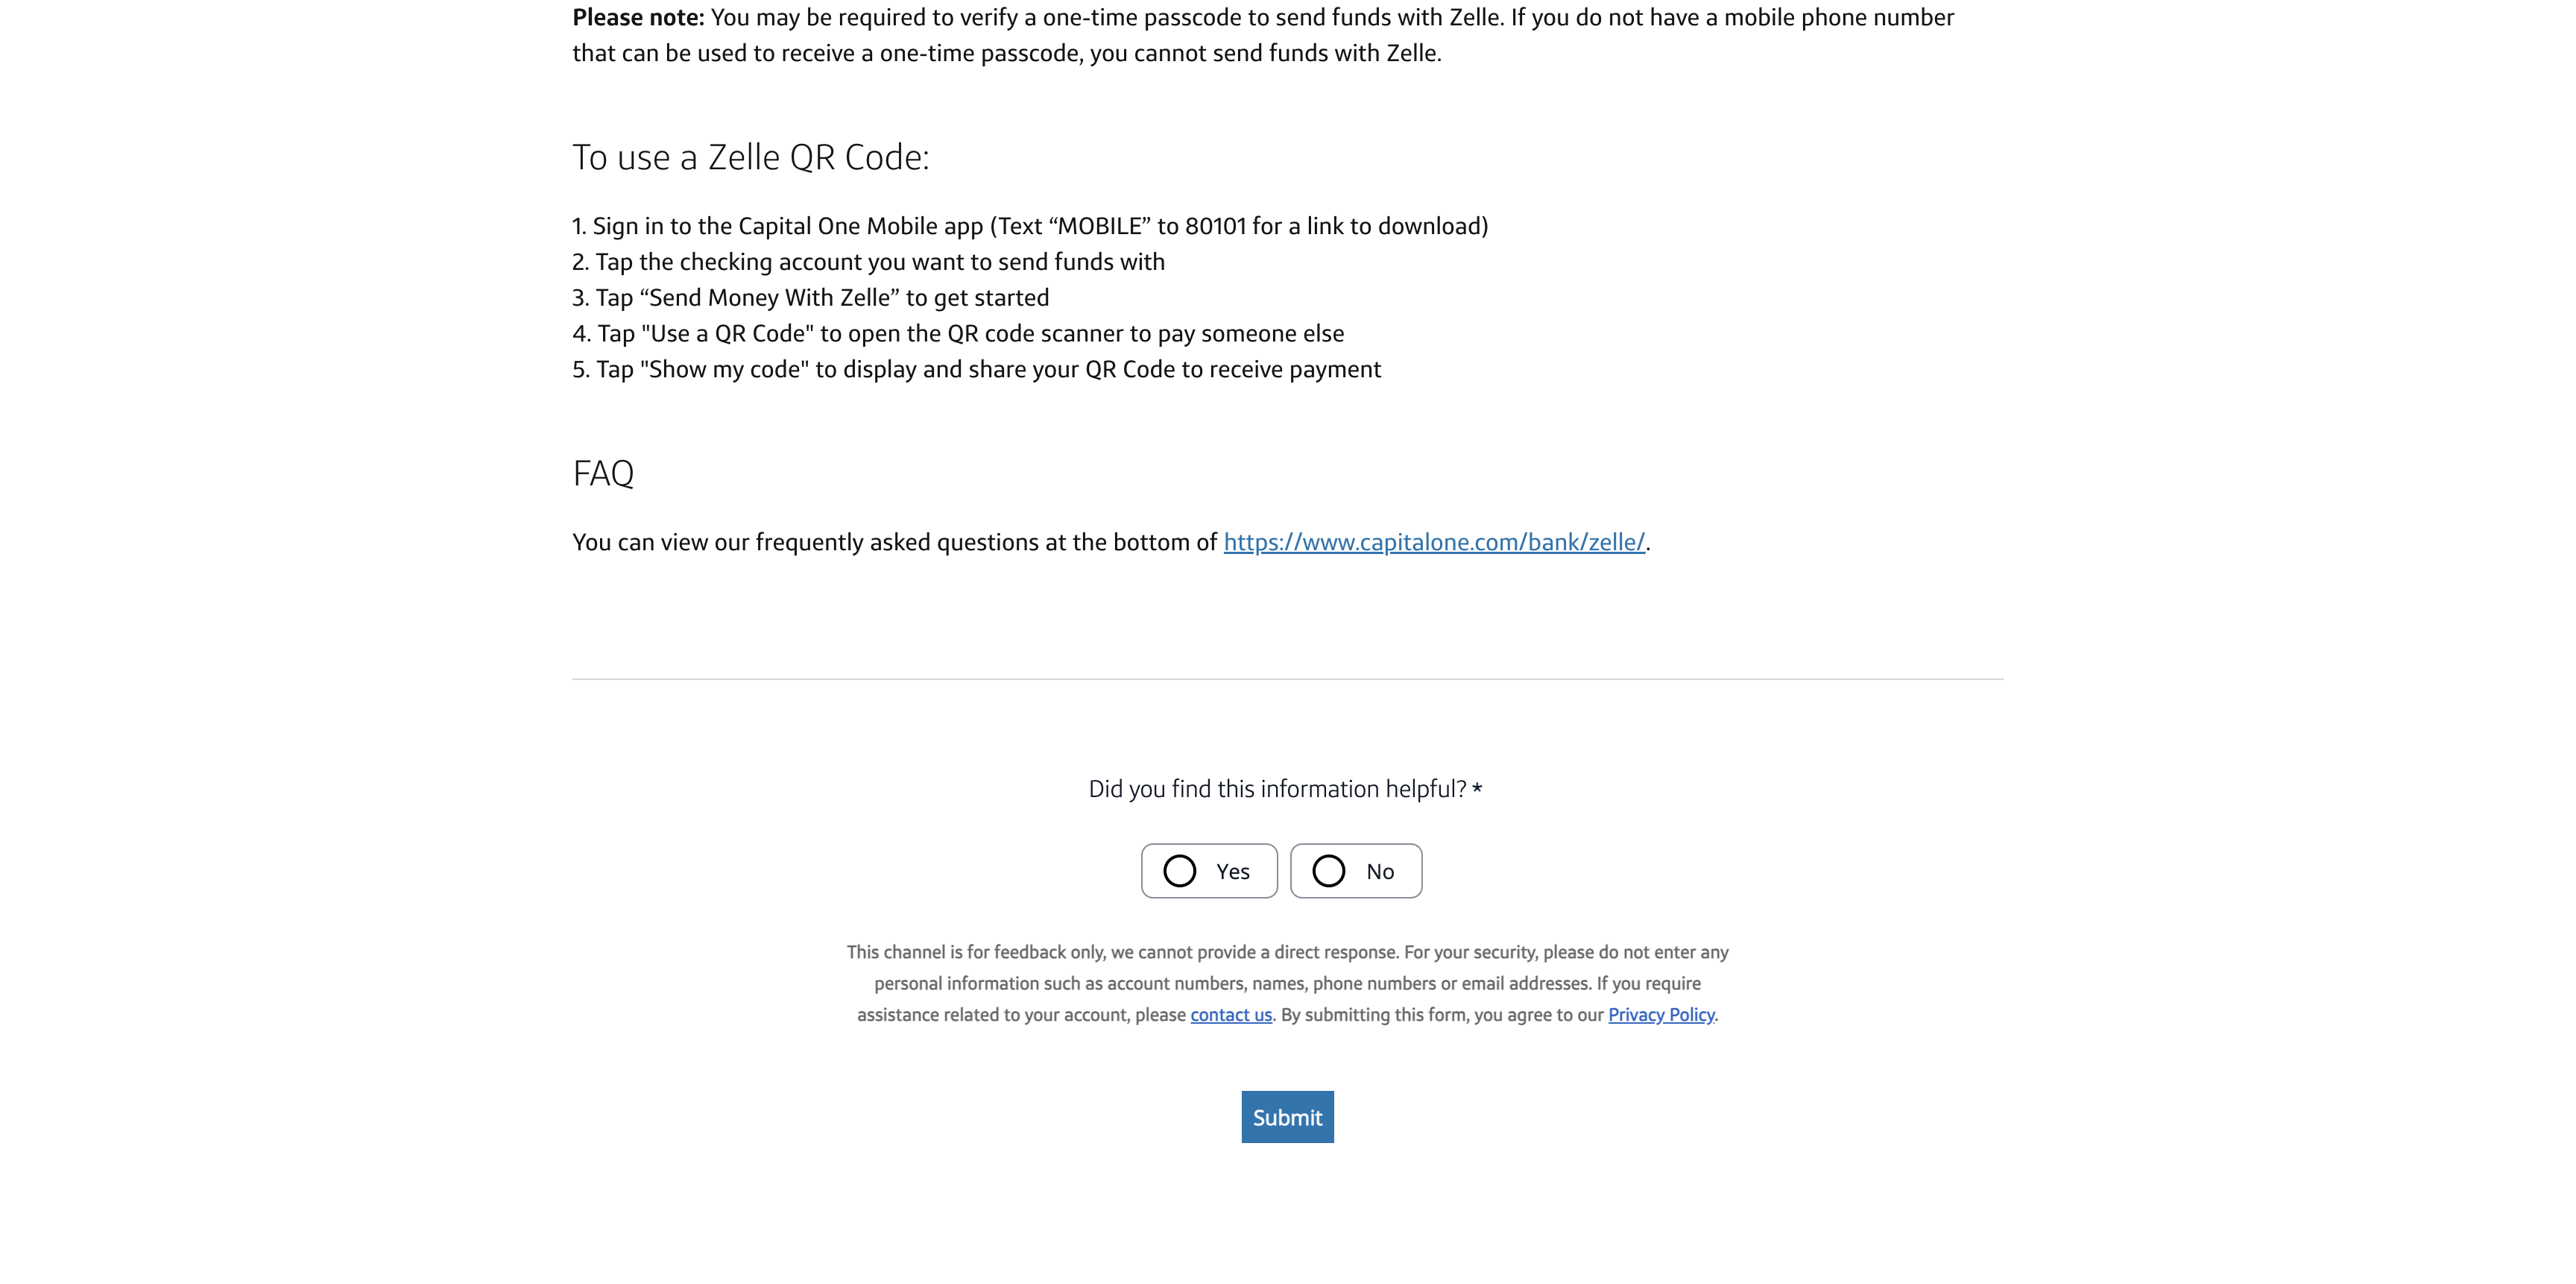 Please note: You may be required to verify a one-time passcode to send funds with Zelle. If you do not have a mobile phone number
that can be used to receive a one-time passcode, you cannot send funds with Zelle.
To use a Zelle QR Code:
1. Sign in to the Capital One Mobile app (Text “MOBILE” to 80101 for a link to download)
2. Tap the checking account you want to send funds with
3. Tap “Send Money With Zelle” to get started
4. Tap "Use a QR Code" to open the QR code scanner to pay someone else
5. Tap "Show my code" to display and share your QR Code to receive payment
FAQ
You can view our frequently asked questions at the bottom of https://www.capitalone.com/bank/zelle/.
Did you find this information helpful? *
Yes No
This channel is for feedback only, we cannot provide a direct response. For your security, please do not enter any
personal information such as account numbers, names, phone numbers or email addresses. If you require
assistance related to your account, please contact us. By submitting this form, you agree to our Privacy Policy.
Submit